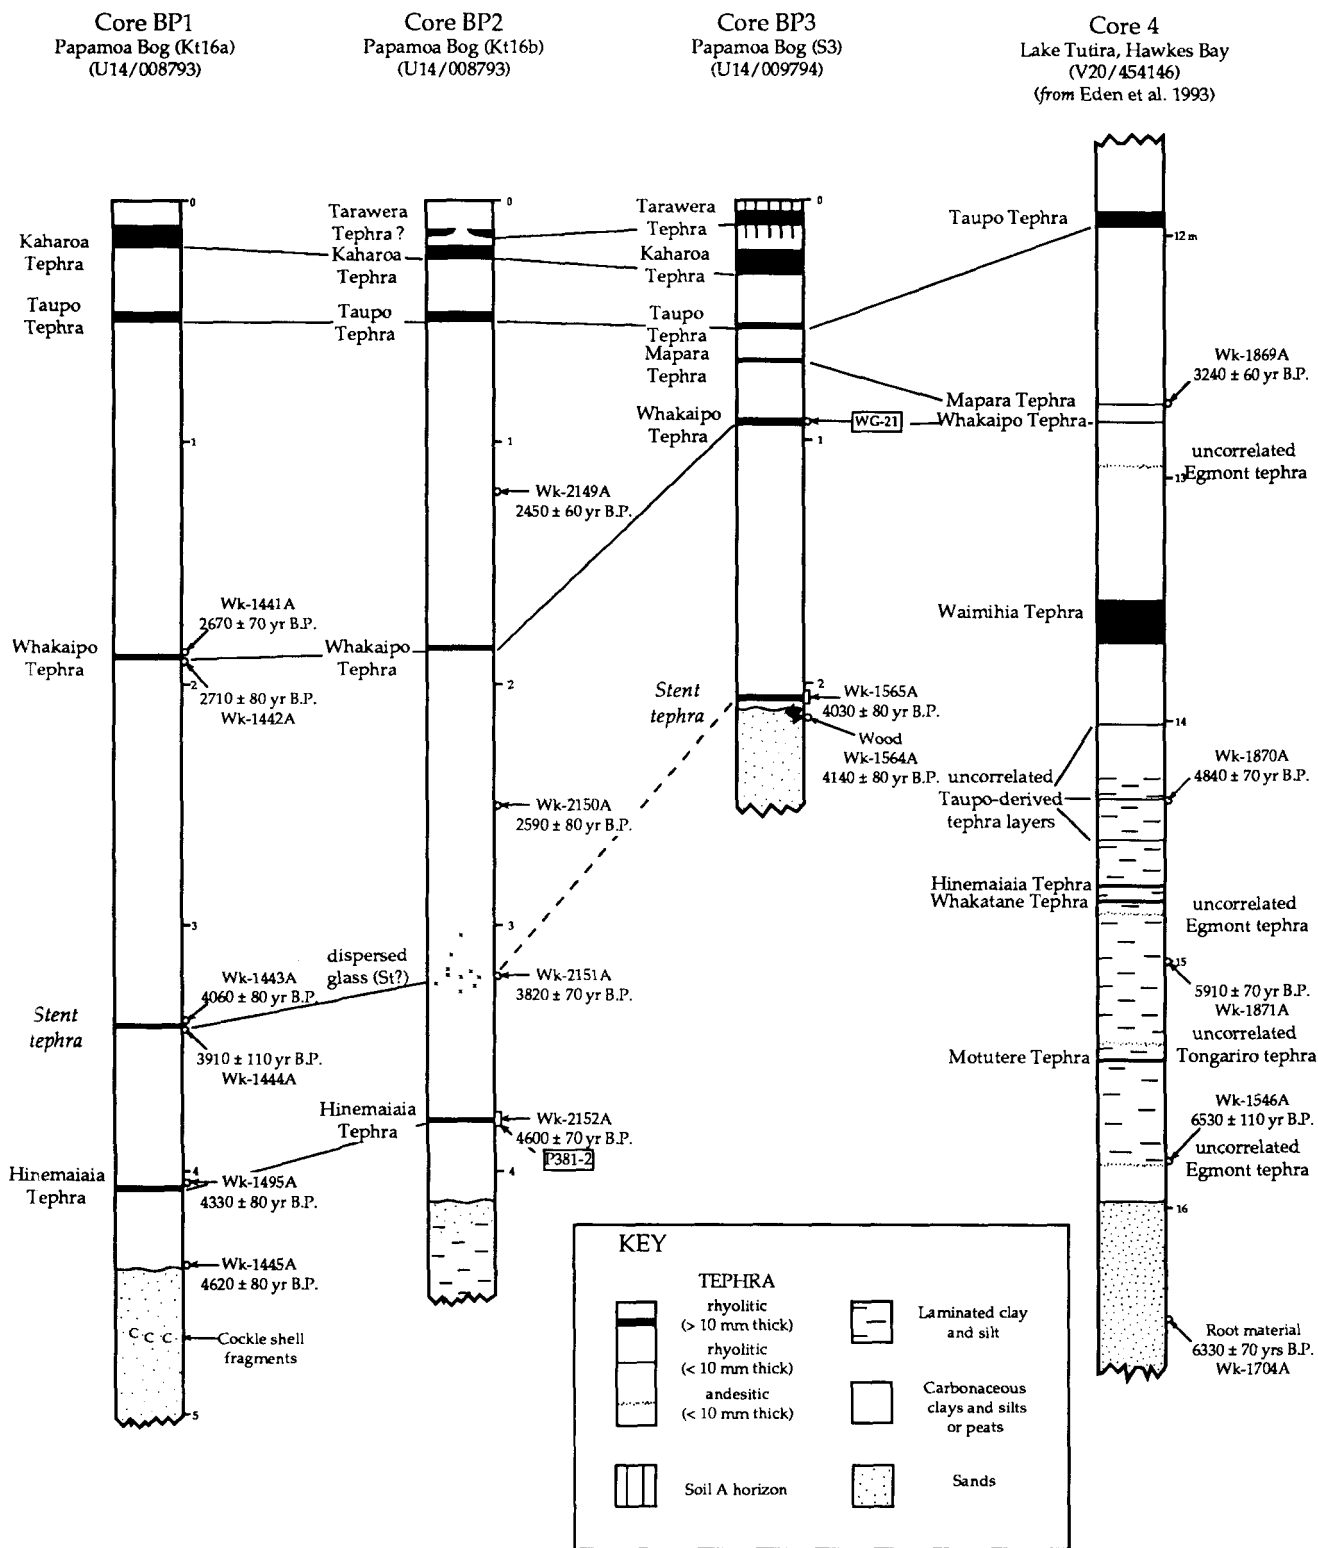 Core BP1
Papamoa Bog (Kt16a)
(U14/008793)
Core BP2
Papamoa Bog (Kt16b)
(U14/008793)
Core BP3
Papamoa Bog (S3)
(U14/009794)
Core 4
Lake Tutira, Hawkes Bay
(V20/454146)
(from Eden et al. 1993)
0
Kaharoa
Tephra
Taupo
Tephra
1
Wk-1441A
2670 ± 70 yr B.P.
Whakaipo
Tephra
2
2710 ± 80 yr B.P.
Wk-1442A
3
Wk-1443A
4060 ± 80 yr B.P.
Stent
tephra
3910 ± 110 yr B.P.
Wk-1444A
4
Hinemaiaia
Tephra
Wk-1495A
4330 ± 80 yr B.P.
Wk-1445A
4620 ± 80 yr B.P.
C C C
Cockle shell
fragments
5
0
Tarawera
Tephra ?
Kaharoa
Tephra
Taupo
Tephra
1
Wk-2149A
2450 ± 60 yr B.P.
Whakaipo
Tephra
2
Wk-2150A
2590 ± 80 yr B.P.
3
dispersed
glass (St?)
Wk-2151A
3820 ± 70 yr B.P.
Hinemaiaia
Tephra
Wk-2152A
4600 ± 70 yr B.P.
P381-2
4
0
Tarawera
Tephra
Kaharoa
Tephra
Taupo
Tephra
Mapara
Tephra
Whakaipo
Tephra
WG-21
1
2
Stent
tephra
Wk-1565A
4030 ± 80 yr B.P.
Wood
Wk-1564A
4140 ± 80 yr B.P.
Taupo Tephra
12 m
Wk-1869A
3240 ± 60 yr B.P.
Mapara Tephra
Whakaipo Tephra
uncorrelated
Egmont tephra
13
Waimihia Tephra
14
uncorrelated
Taupo-derived
tephra layers
Wk-1870A
4840 ± 70 yr B.P.
Hinemaiaia Tephra
Whakatane Tephra
uncorrelated
Egmont tephra
15
5910 ± 70 yr B.P.
Wk-1871A
uncorrelated
Tongariro tephra
Motutere Tephra
Wk-1546A
6530 ± 110 yr B.P.
uncorrelated
Egmont tephra
16
Root material
6330 ± 70 yrs B.P.
Wk-1704A
KEY
TEPHRA
rhyolitic
(> 10 mm thick)
rhyolitic
(< 10 mm thick)
andesitic
(< 10 mm thick)
Soil A horizon
Laminated clay
and silt
Carbonaceous
clays and silts
or peats
Sands